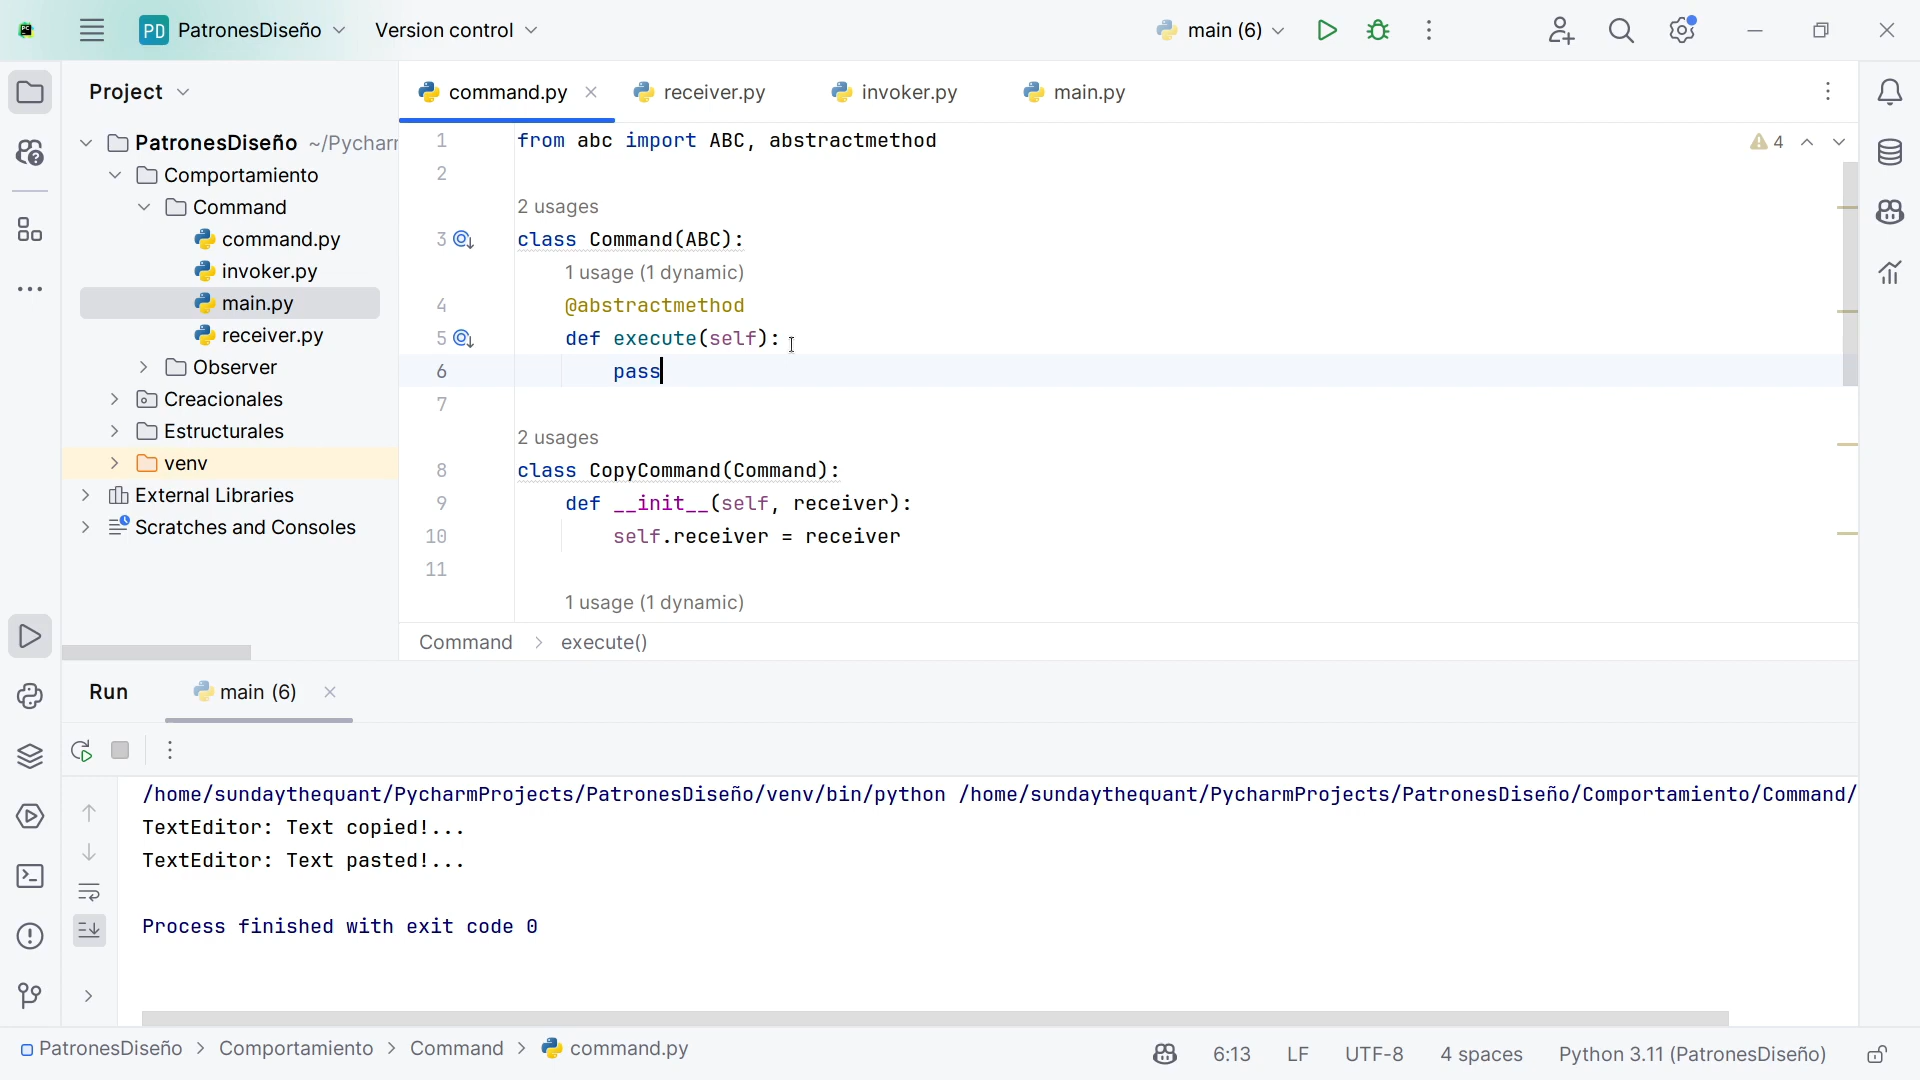 PD PatronesDiseño Version control main (6)
Project
command.py receiver.py invoker.py main.py
PatronesDiseño ~/Pychar
Comportamiento
Command
command.py
invoker.py
main.py
receiver.py
Observer
Creacionales
Estructurales
venv
External Libraries
Scratches and Consoles
4
1 from abc import ABC, abstractmethod
2
2 usages
3 class Command(ABC):
1 usage (1 dynamic)
4 @abstractmethod
5 def execute(self):
6 pass
7
2 usages
8 class CopyCommand(Command):
9 def __init__(self, receiver):
10 self.receiver = receiver
11
1 usage (1 dynamic)
Command > execute()
Run main (6)
/home/sundaythequant/PycharmProjects/PatronesDiseño/venv/bin/python /home/sundaythequant/PycharmProjects/PatronesDiseño/Comportamiento/Command/
TextEditor: Text copied!...
TextEditor: Text pasted!...
Process finished with exit code 0
PatronesDiseño > Comportamiento > Command > command.py 6:13 LF UTF-8 4 spaces Python 3.11 (PatronesDiseño)